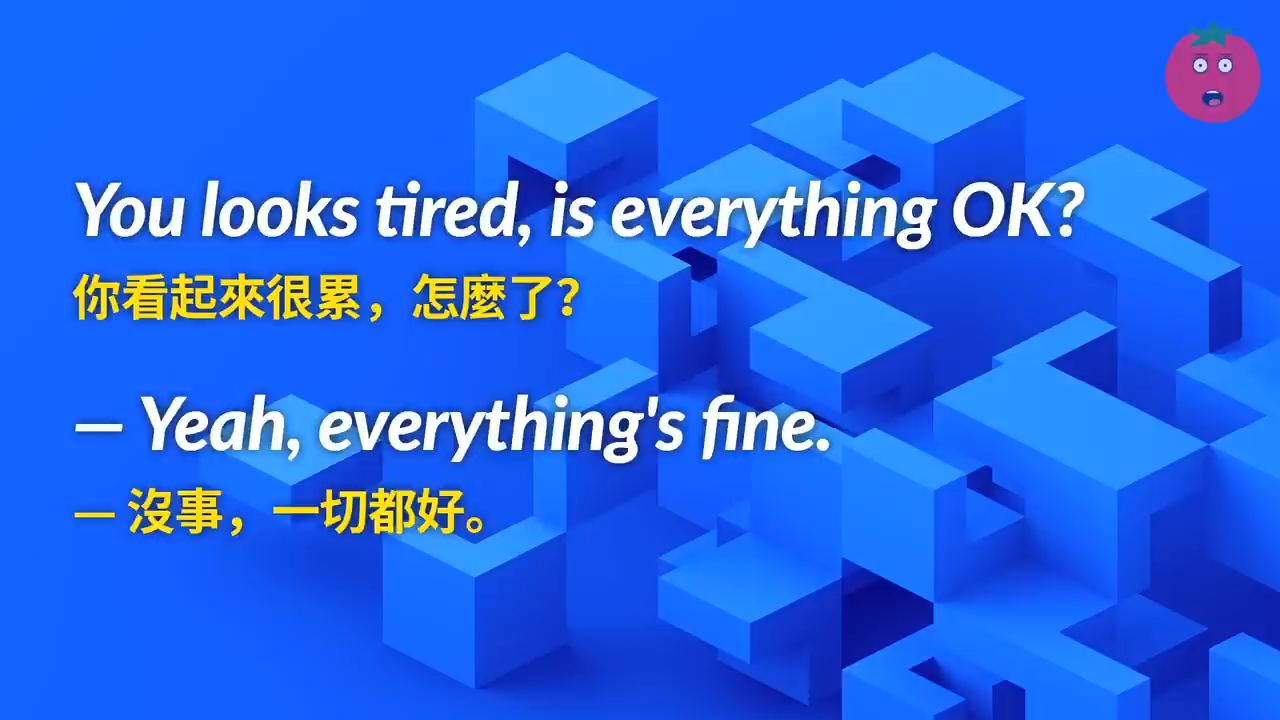 You looks tired, is everything OK?
你看起來很累，怎麼了？
— Yeah, everything's fine.
— 沒事，一切都好。